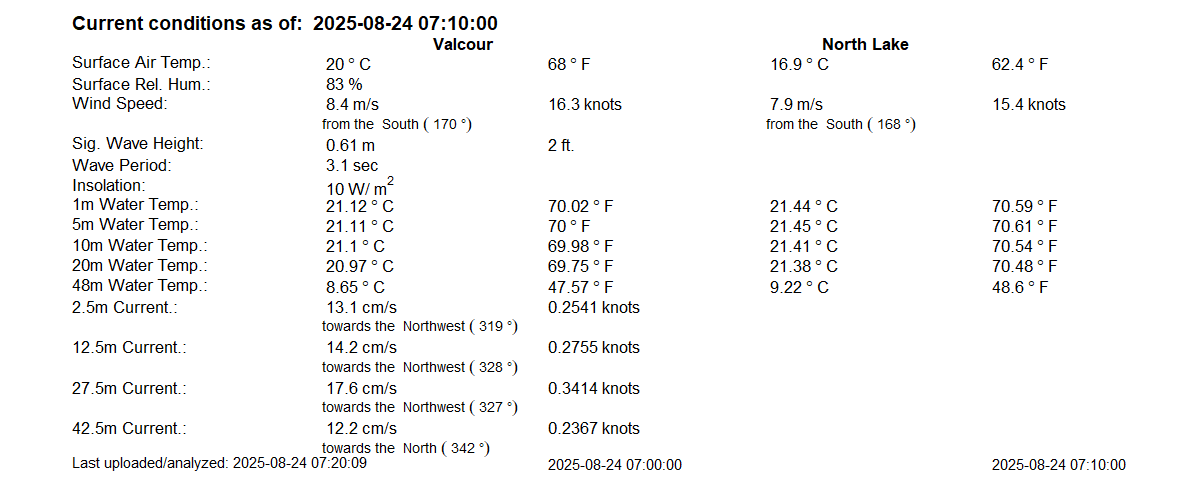 Current conditions as of: 2025-08-24 07:10:00
Valcour North Lake
Surface Air Temp.: 20 ° C 68 ° F 16.9 ° C 62.4 ° F
Surface Rel. Hum.: 83 %
Wind Speed: 8.4 m/s 16.3 knots 7.9 m/s 15.4 knots
from the South ( 170 °) from the South ( 168 °)
Sig. Wave Height: 0.61 m 2 ft.
Wave Period: 3.1 sec
Insolation: 10 W/ m2
1m Water Temp.: 21.12 ° C 70.02 ° F 21.44 ° C 70.59 ° F
5m Water Temp.: 21.11 ° C 70 ° F 21.45 ° C 70.61 ° F
10m Water Temp.: 21.1 ° C 69.98 ° F 21.41 ° C 70.54 ° F
20m Water Temp.: 20.97 ° C 69.75 ° F 21.38 ° C 70.48 ° F
48m Water Temp.: 8.65 ° C 47.57 ° F 9.22 ° C 48.6 ° F
2.5m Current.: 13.1 cm/s 0.2541 knots
towards the Northwest ( 319 °)
12.5m Current.: 14.2 cm/s 0.2755 knots
towards the Northwest ( 328 °)
27.5m Current.: 17.6 cm/s 0.3414 knots
towards the Northwest ( 327 °)
42.5m Current.: 12.2 cm/s 0.2367 knots
towards the North ( 342 °)
Last uploaded/analyzed: 2025-08-24 07:20:09 2025-08-24 07:00:00 2025-08-24 07:10:00